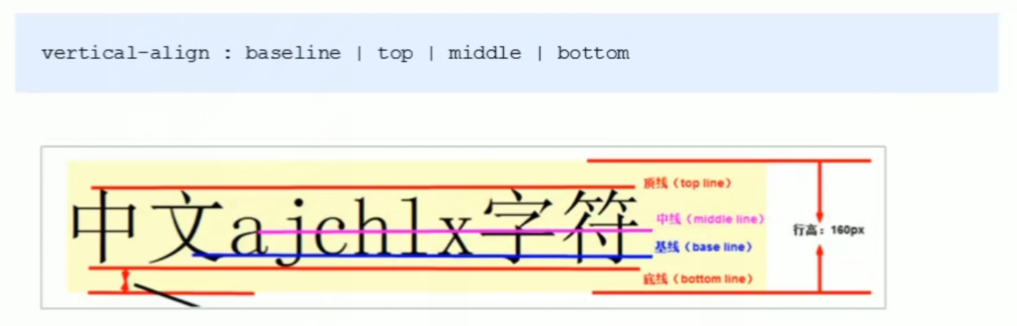 vertical-align : baseline | top | middle | bottom
顶线（top line）
中文ajchlx字符
中线（middle line）
行高：160px
基线（base line）
底线（bottom line）